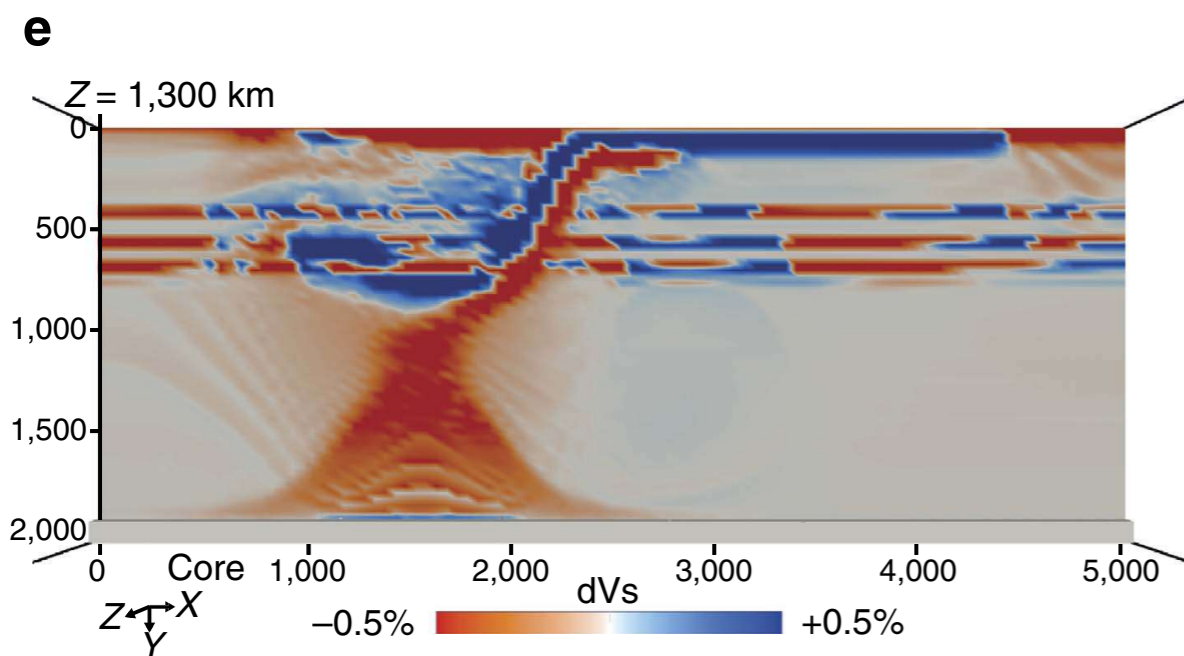 e
Z = 1,300 km
0
500
1,000
1,500
2,000
0 Core 1,000 2,000 3,000 4,000 5,000
Z X
Y
dVs
–0.5% +0.5%